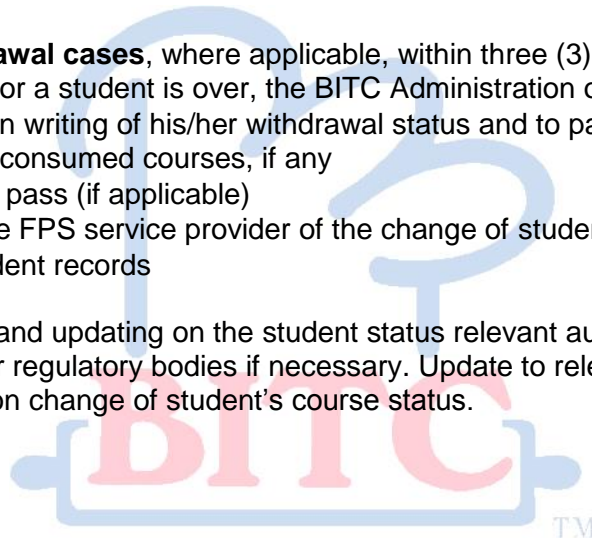 awal cases, where applicable, within three (3)
or a student is over, the BITC Administration
n writing of his/her withdrawal status and to pa
consumed courses, if any
pass (if applicable)
e FPS service provider of the change of studen
dent records
and updating on the student status relevant au
r regulatory bodies if necessary. Update to rele
on change of student's course status.
BITC
TM